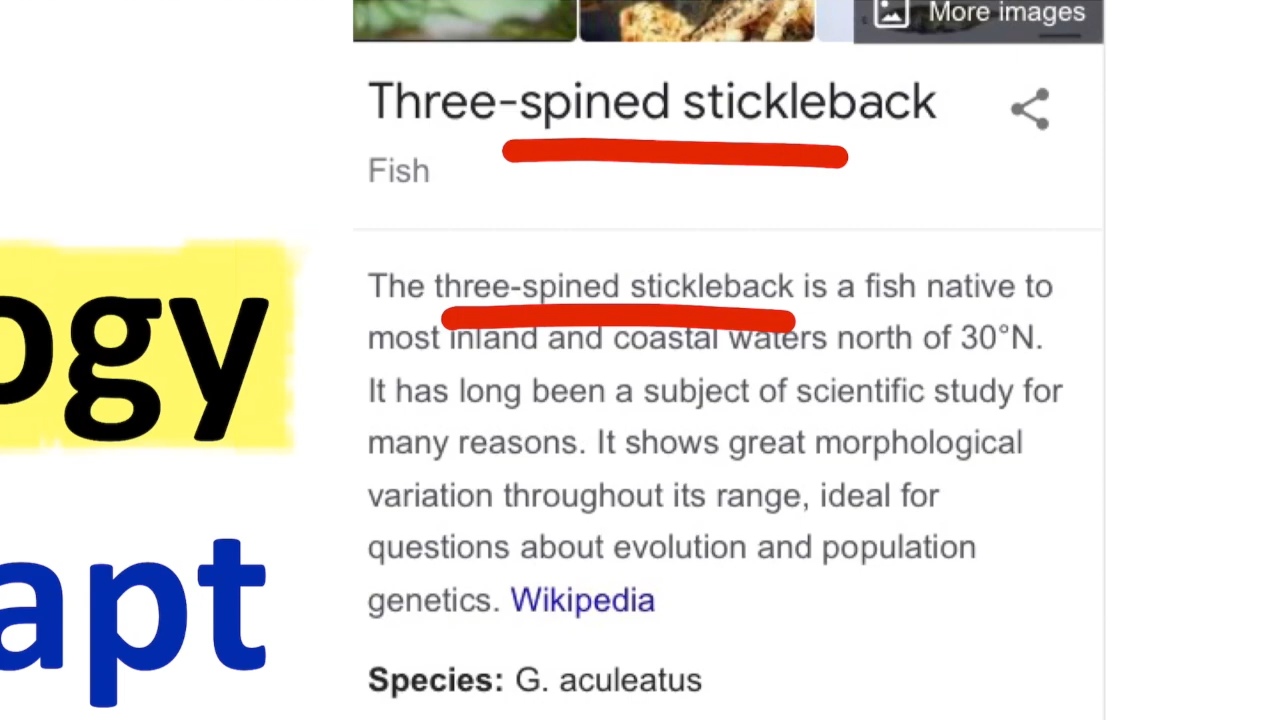 More images
Three-spined stickleback
Fish
The three-spined stickleback is a fish native to
most inland and coastal waters north of 30°N.
It has long been a subject of scientific study for
many reasons. It shows great morphological
variation throughout its range, ideal for
questions about evolution and population
genetics. Wikipedia
Species: G. aculeatus
ogy
apt